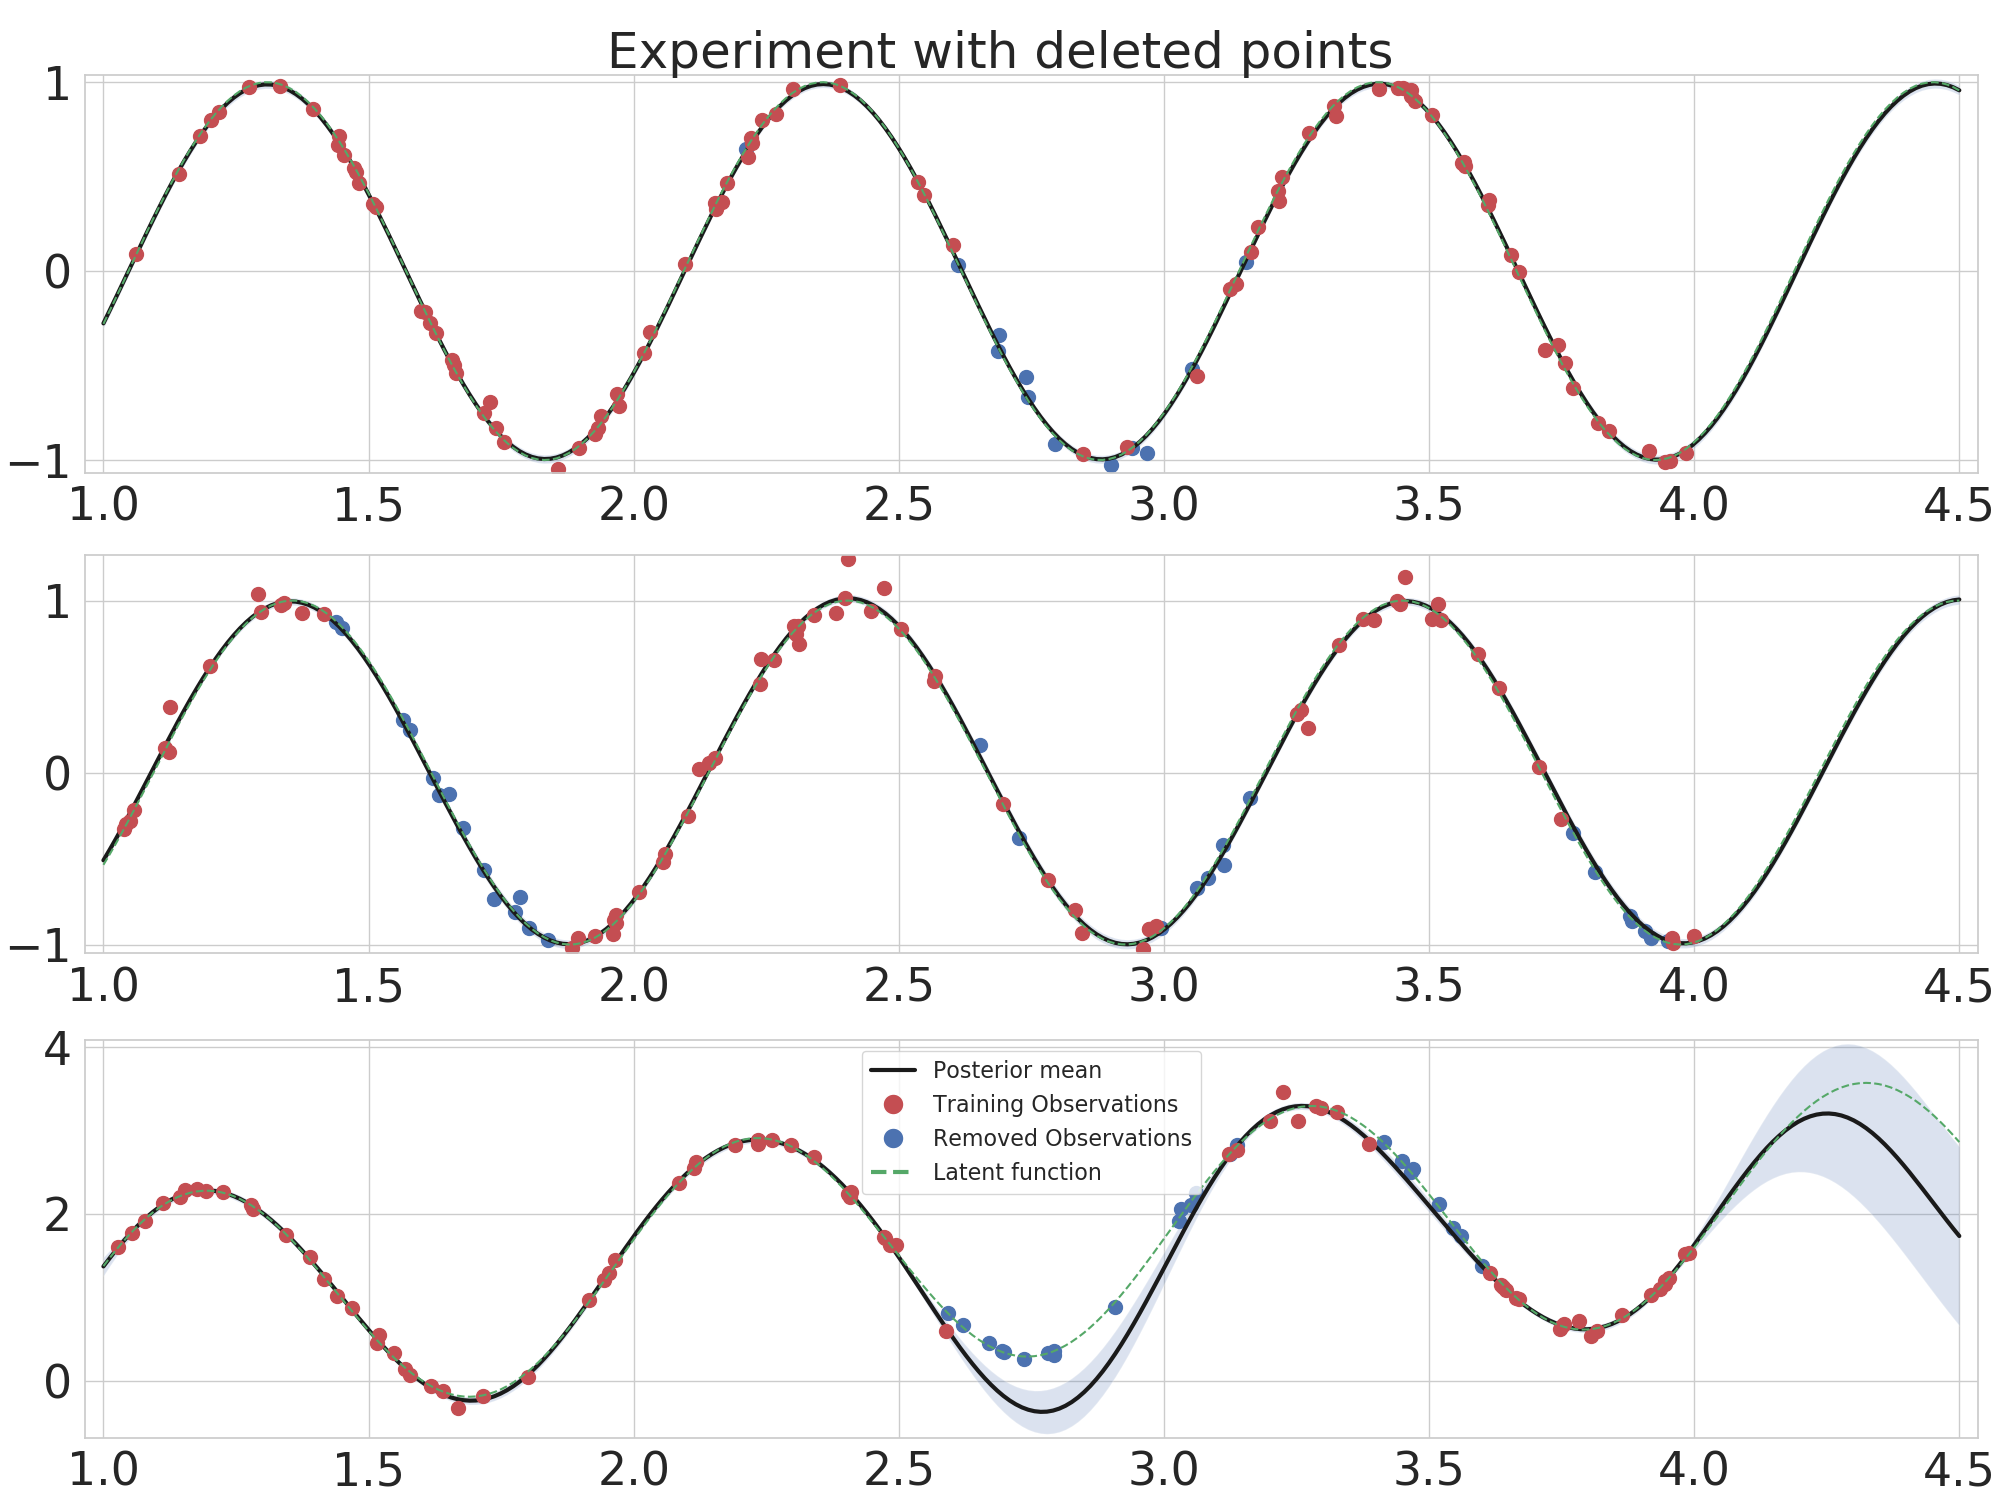 Experiment with deleted points
1
0
−1
1.0 1.5 2.0 2.5 3.0 3.5 4.0 4.5
1
0
−1
1.0 1.5 2.0 2.5 3.0 3.5 4.0 4.5
4
2
0
Posterior mean
Training Observations
Removed Observations
Latent function
1.0 1.5 2.0 2.5 3.0 3.5 4.0 4.5